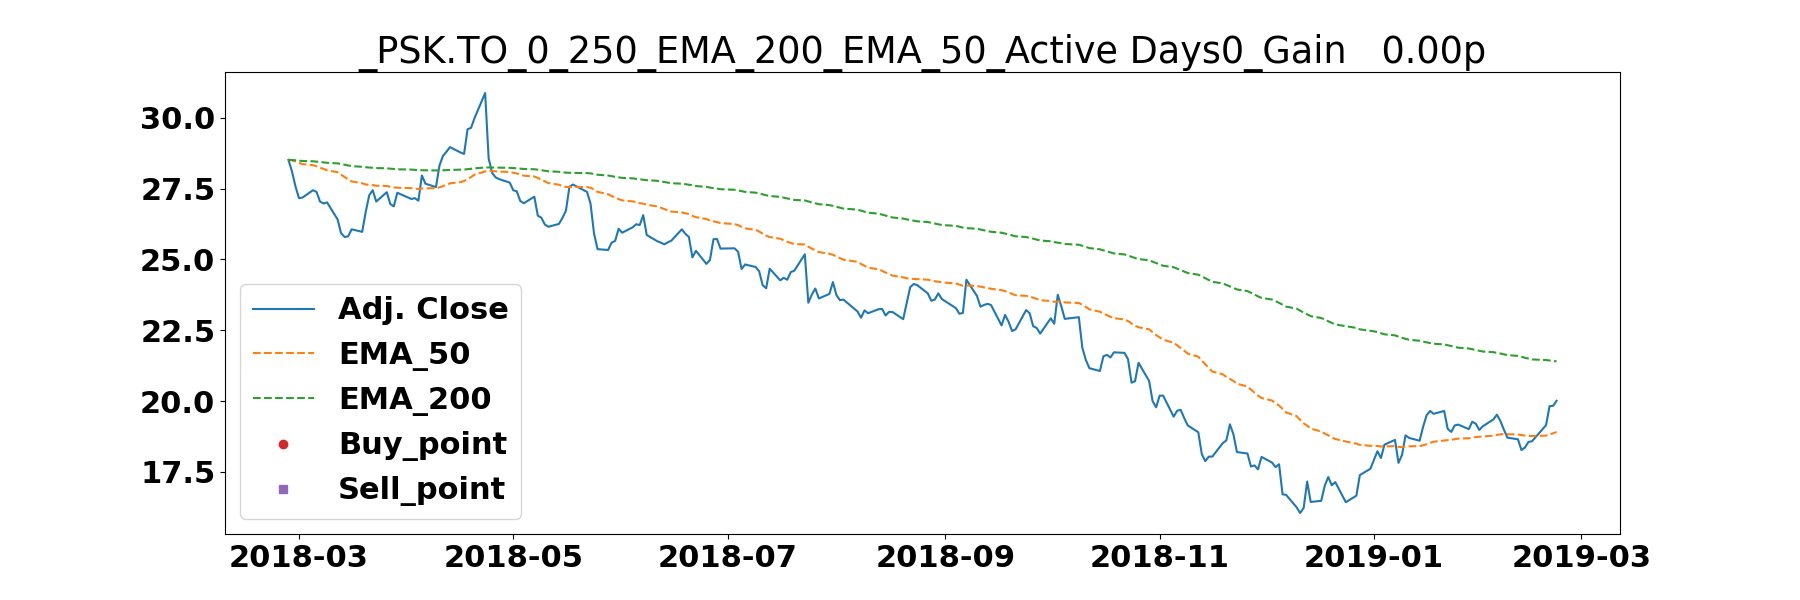 _PSK.TO_0_250_EMA_200_EMA_50_Active Days0_Gain   0.00p
30.0
27.5
25.0
22.5
20.0
17.5
Adj. Close
EMA_50
EMA_200
Buy_point
Sell_point
2018-03 2018-05 2018-07 2018-09 2018-11 2019-01 2019-03